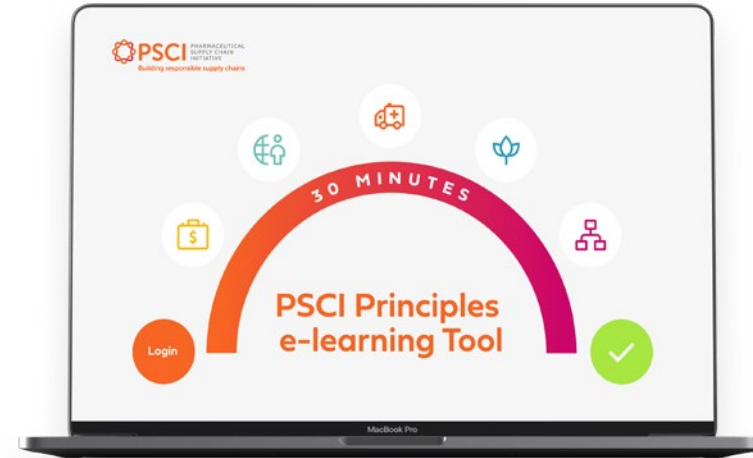 PSCI
PHARMACEUTICAL
SUPPLY CHAIN
INITIATIVE
Building responsible supply chains
30 MINUTES
$
PSCI Principles
e-learning Tool
Login
MacBook Pro